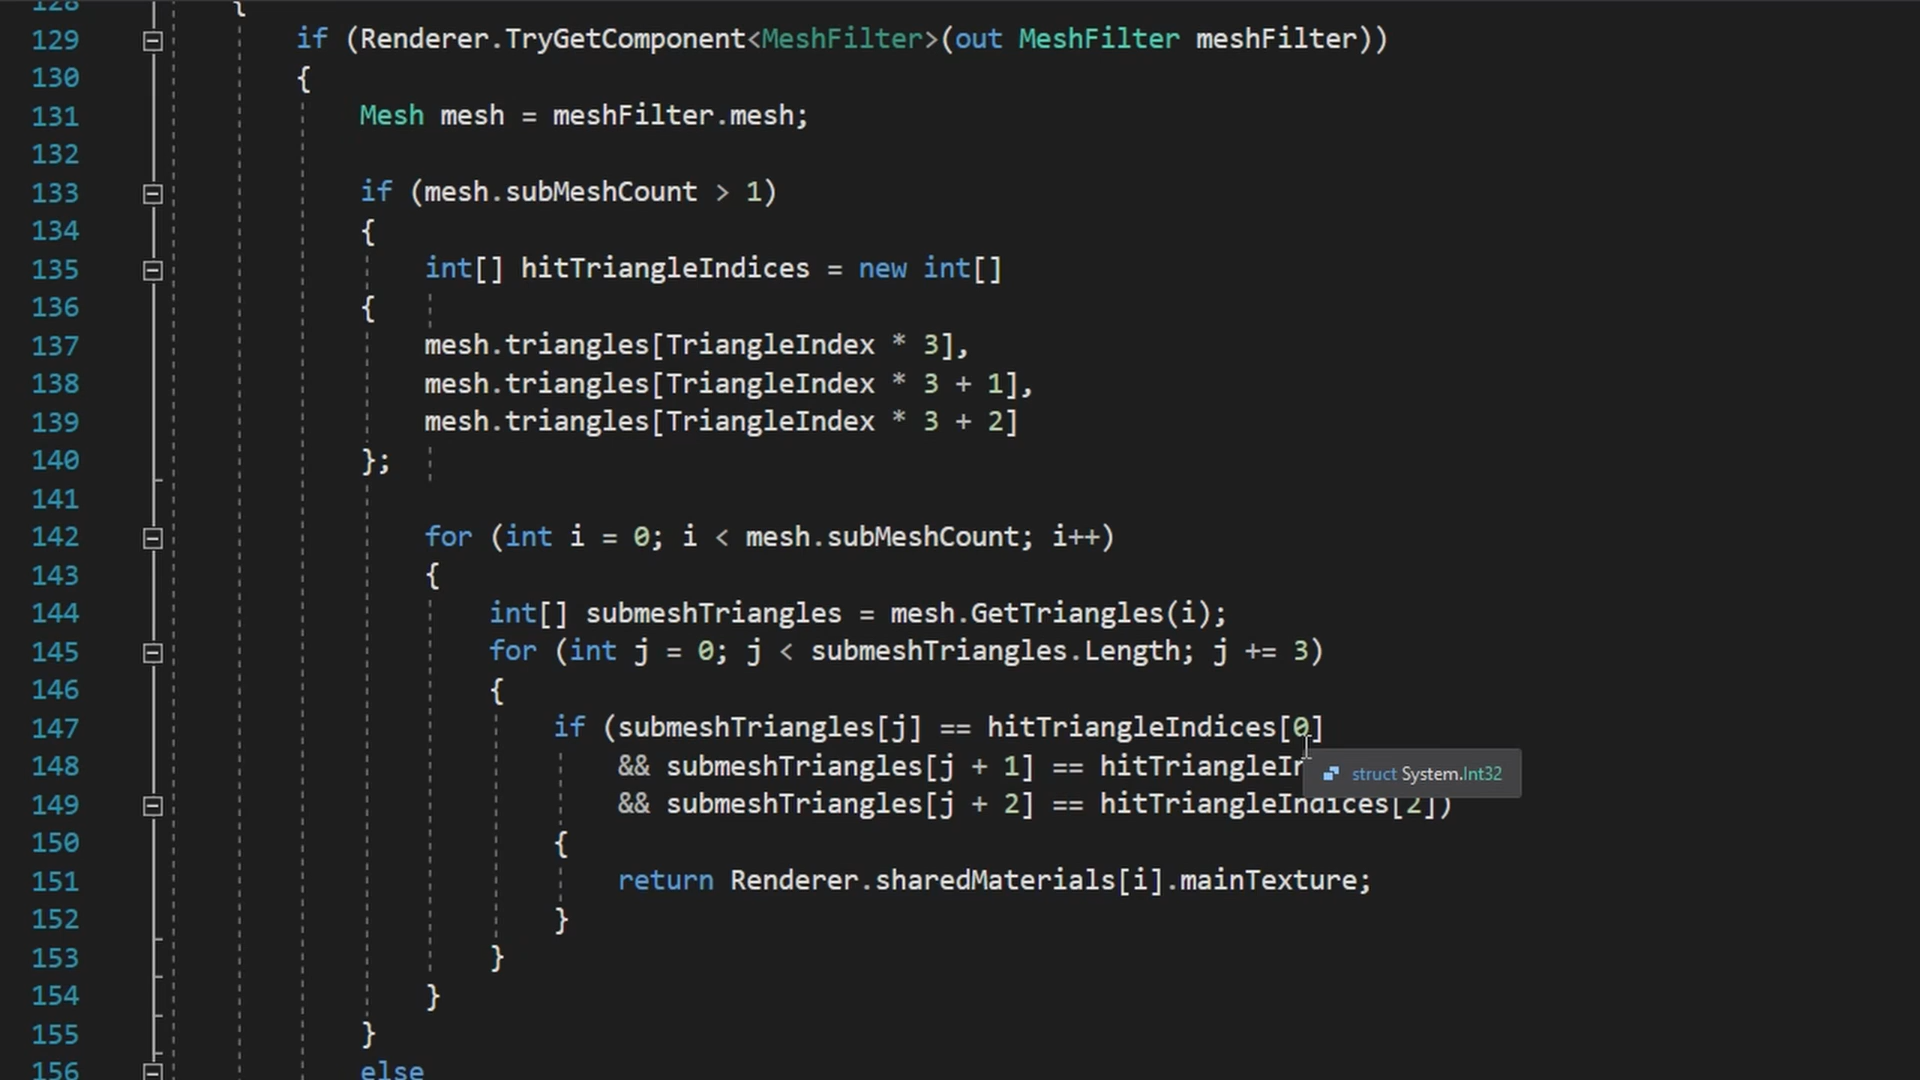 128 {
129 if (Renderer.TryGetComponent<MeshFilter>(out MeshFilter meshFilter))
130 {
131 Mesh mesh = meshFilter.mesh;
132
133 if (mesh.subMeshCount > 1)
134 {
135 int[] hitTriangleIndices = new int[]
136 {
137 mesh.triangles[TriangleIndex * 3],
138 mesh.triangles[TriangleIndex * 3 + 1],
139 mesh.triangles[TriangleIndex * 3 + 2]
140 };
141
142 for (int i = 0; i < mesh.subMeshCount; i++)
143 {
144 int[] submeshTriangles = mesh.GetTriangles(i);
145 for (int j = 0; j < submeshTriangles.Length; j += 3)
146 {
147 if (submeshTriangles[j] == hitTriangleIndices[0]
148 && submeshTriangles[j + 1] == hitTriangleIn
struct System.Int32
149 && submeshTriangles[j + 2] == hitTriangleIndices[2])
150 {
151 return Renderer.sharedMaterials[i].mainTexture;
152 }
153 }
154 }
155 }
156 else